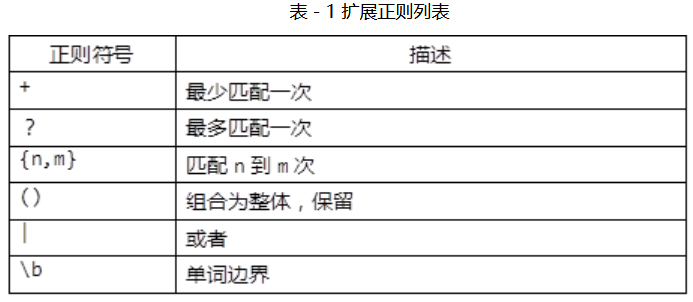 表 - 1 扩展正则列表
正则符号 描述
+ 最少匹配一次
? 最多匹配一次
{n,m} 匹配 n 到 m 次
() 组合为整体，保留
| 或者
\b 单词边界